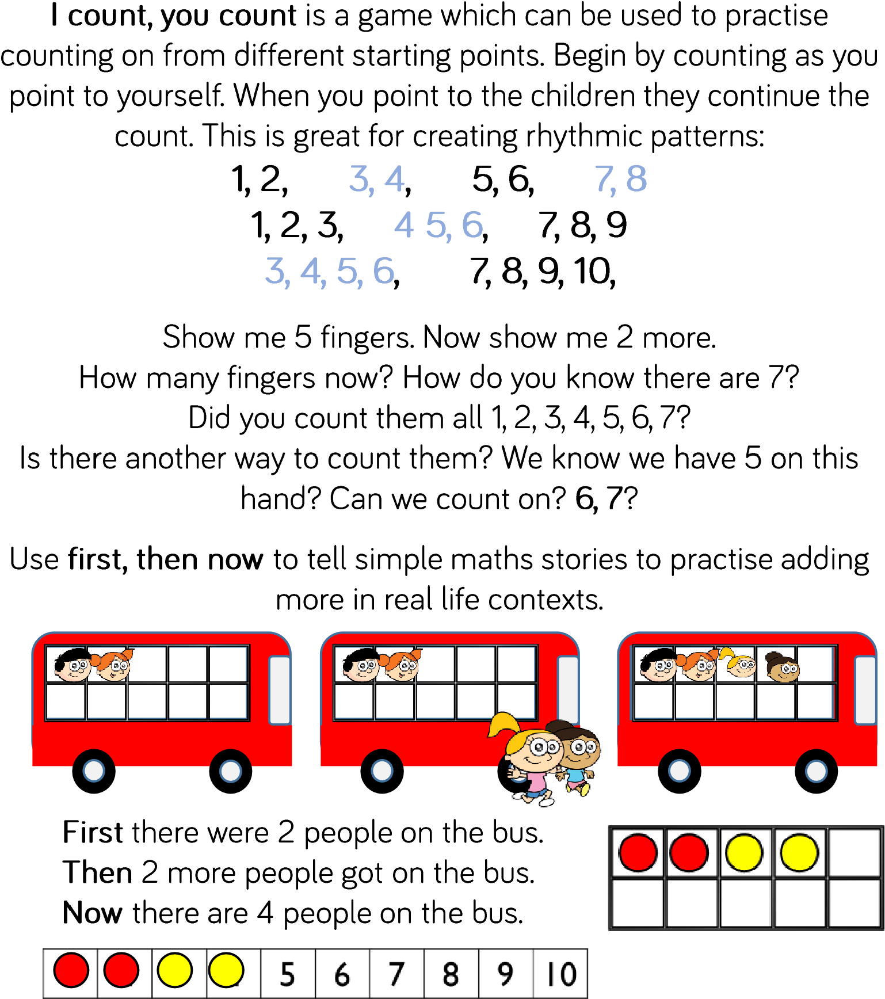 I count, you count is a game which can be used to practise
counting on from different starting points. Begin by counting as you
point to yourself. When you point to the children they continue the
count. This is great for creating rhythmic patterns:
1, 2, 3, 4, 5, 6, 7, 8
1, 2, 3, 4 5, 6, 7, 8, 9
3, 4, 5, 6, 7, 8, 9, 10,
Show me 5 fingers. Now show me 2 more.
How many fingers now? How do you know there are 7?
Did you count them all 1, 2, 3, 4, 5, 6, 7?
Is there another way to count them? We know we have 5 on this
hand? Can we count on? 6, 7?
Use first, then now to tell simple maths stories to practise adding
more in real life contexts.
First there were 2 people on the bus.
Then 2 more people got on the bus.
Now there are 4 people on the bus.
5 6 7 8 9 10